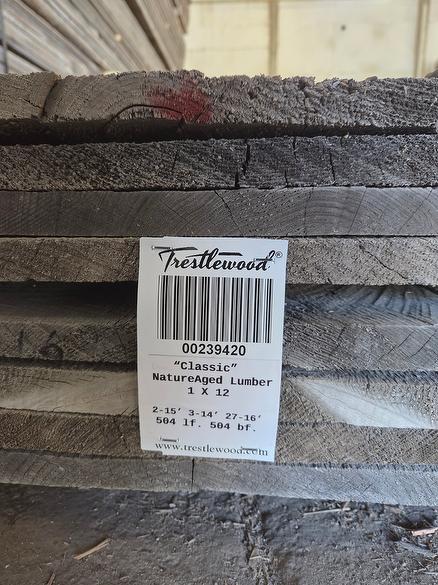 Trestlewood®
00239420
"Classic"
NatureAged Lumber
1 X 12
2-15' 3-14' 27-16'
504 lf. 504 bf.
www.trestlewood.com